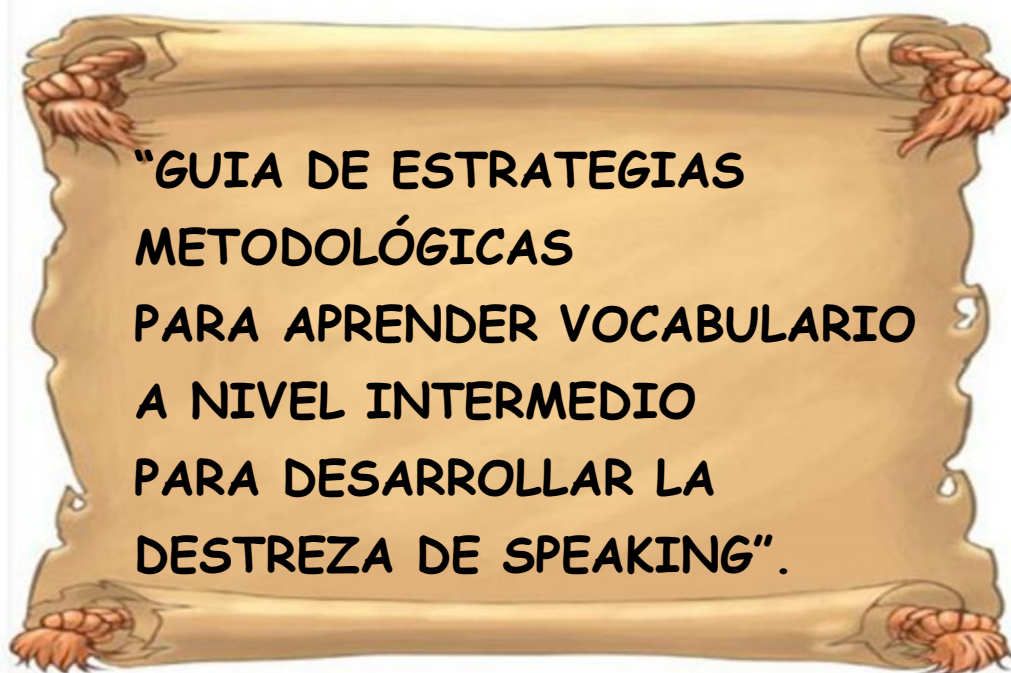 “GUIA DE ESTRATEGIAS
METODOLÓGICAS
PARA APRENDER VOCABULARIO
A NIVEL INTERMEDIO
PARA DESARROLLAR LA
DESTREZA DE SPEAKING”.